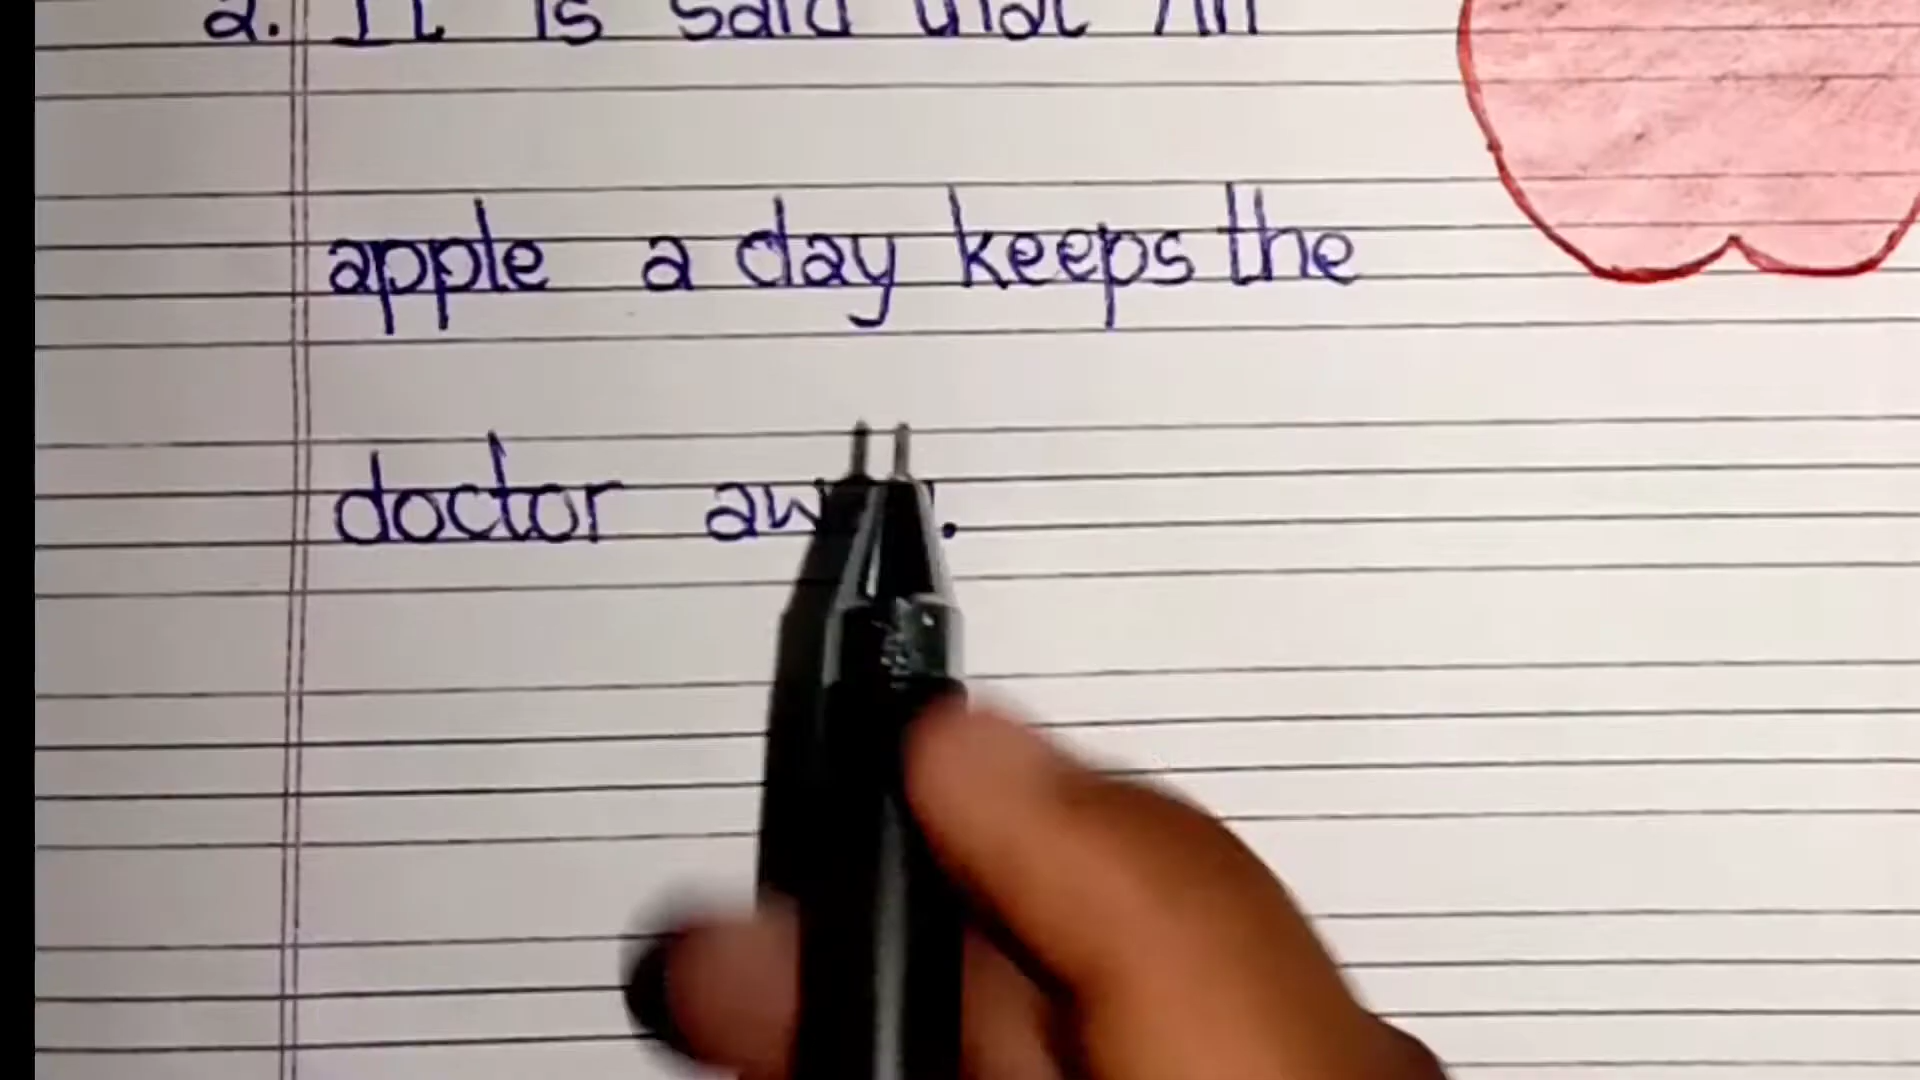 2. It is said that An
apple a day keeps the
doctor